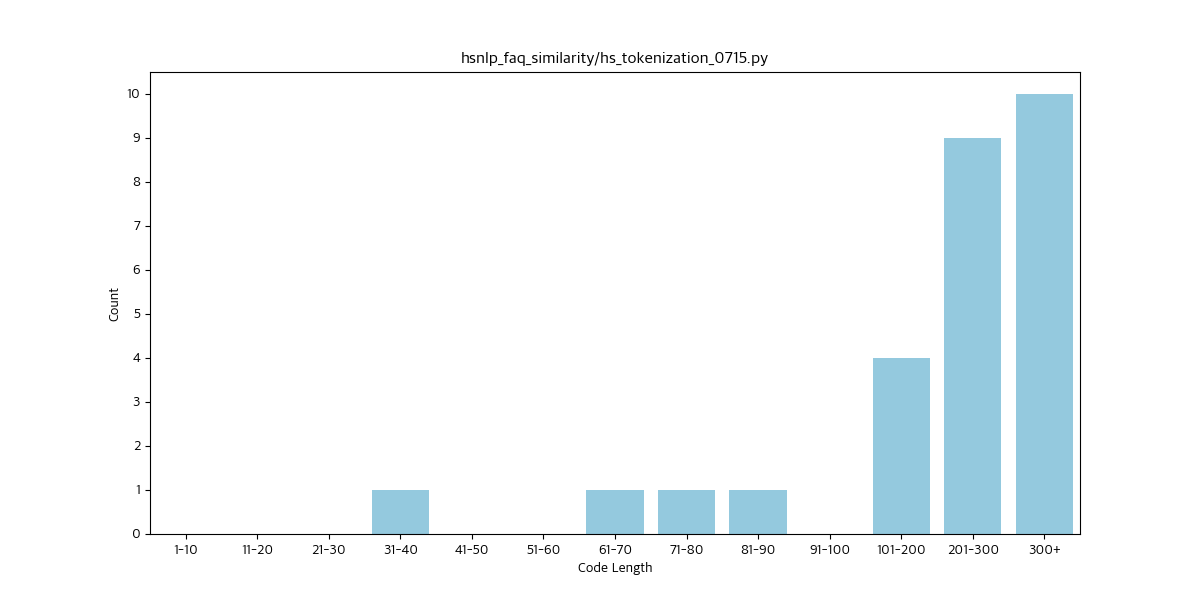 hsnlp_faq_similarity/hs_tokenization_0715.py
10
9
8
7
6
5
4
3
2
1
0
Count
1-10 11-20 21-30 31-40 41-50 51-60 61-70 71-80 81-90 91-100 101-200 201-300 300+
Code Length